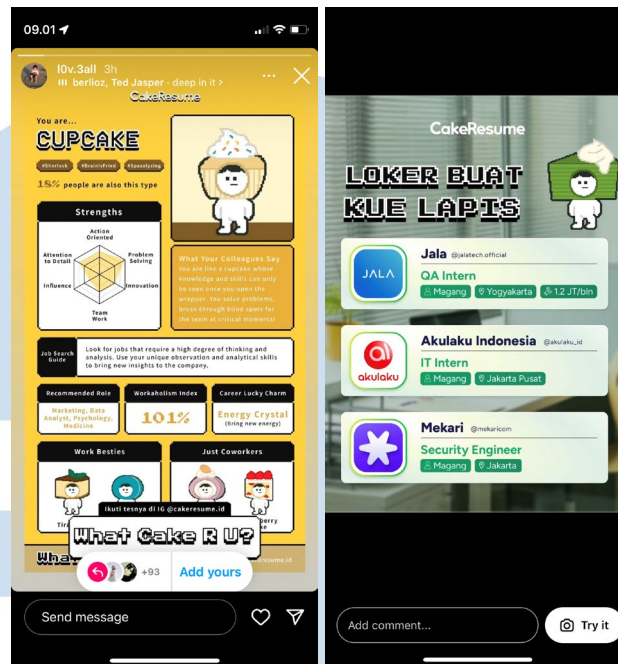 09.01
l0v.3all 3h
berlioz, Ted Jasper · deep in it >
CakeResume
You are...
CUPCAKE
#Sherlock #BrainIsFried #Spaaalyzing
18% people are also this type
Strengths
Action Oriented
Attention to Detail
Problem Solving
Influence
Innovation
Team Work
What Your Colleagues Say
You are like a cupcake whose
knowledge and skills can only
be seen once you open the
wrapper. You solve problems,
break through blind spots for
the team at critical moments!
Job Search Guide
Look for jobs that require a high degree of thinking and
analysis. Use your unique observation and analytical skills
to bring new insights to the company.
Recommended Role
Marketing, Data
Analyst, Psychology,
Medicine
Workaholism Index
101%
Career Lucky Charm
Energy Crystal
(Bring new energy)
Work Besties
Just Coworkers
Ikuti tesnya di IG @cakeresume.id
What Cake R U?
+93
Add yours
Send message
CakeResume
LOKER BUAT
KUE LAPIS
JALA
Jala @jalatech.official
QA Intern
Magang Yogyakarta 1.2 JT/bln
akulaku
Akulaku Indonesia @akulaku_id
IT Intern
Magang Jakarta Pusat
Mekari @mekaricom
Security Engineer
Magang Jakarta
Add comment...
Try it